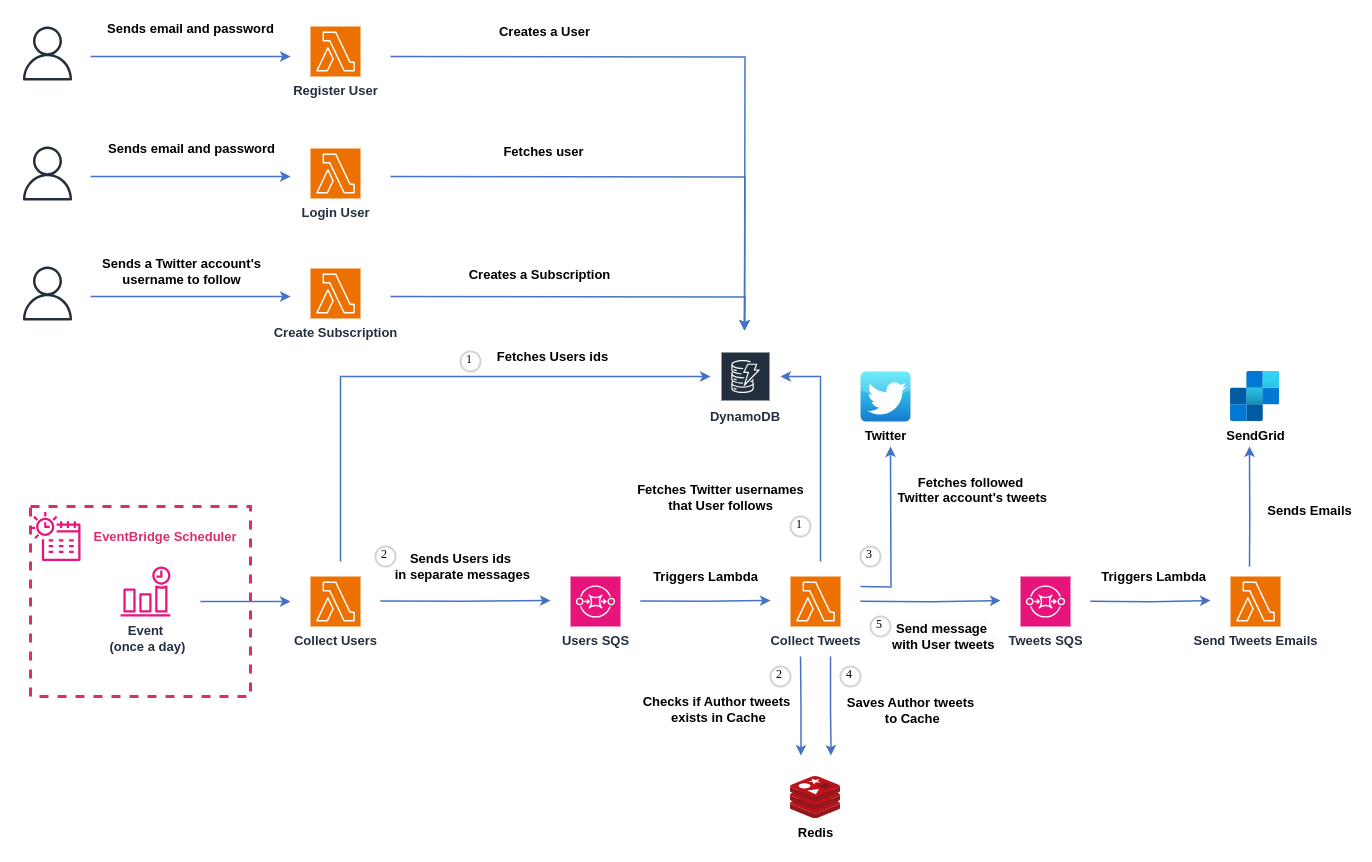 Sends email and password
Creates a User
Register User
Sends email and password
Fetches user
Login User
Sends a Twitter account's
username to follow
Creates a Subscription
Create Subscription
1
Fetches Users ids
DynamoDB
Twitter
SendGrid
Fetches Twitter usernames
that User follows
1
Fetches followed
Twitter account's tweets
Sends Emails
EventBridge Scheduler
Event
(once a day)
Collect Users
2
Sends Users ids
in separate messages
Users SQS
Triggers Lambda
Collect Tweets
3
5
Send message
with User tweets
Tweets SQS
Triggers Lambda
Send Tweets Emails
2
Checks if Author tweets
exists in Cache
4
Saves Author tweets
to Cache
Redis